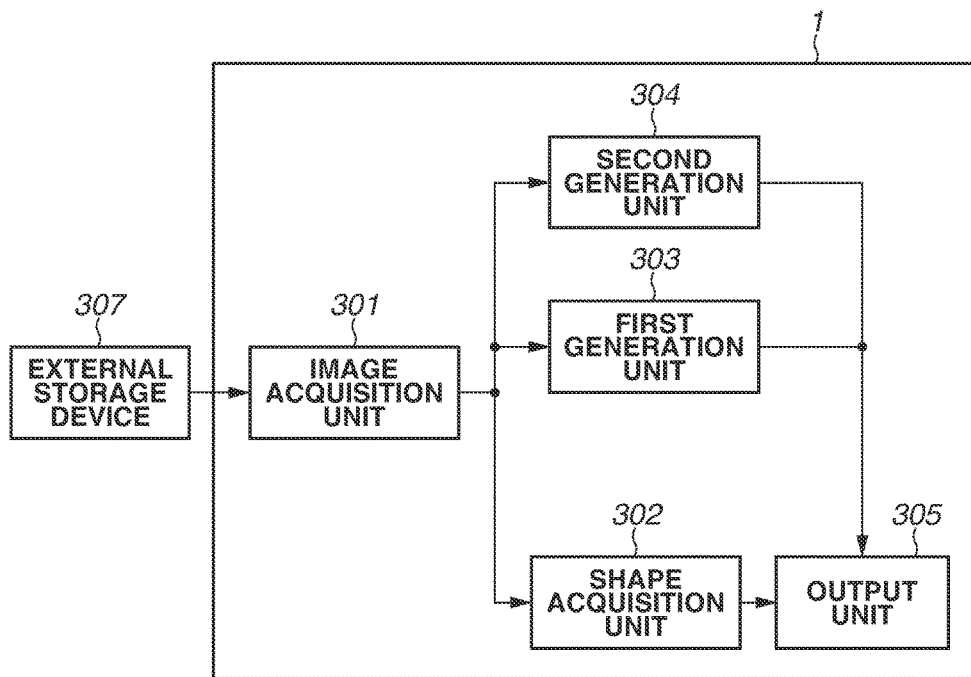 1
304
SECOND
GENERATION
UNIT
303
FIRST
GENERATION
UNIT
307
EXTERNAL
STORAGE
DEVICE
301
IMAGE
ACQUISITION
UNIT
302
SHAPE
ACQUISITION
UNIT
305
OUTPUT
UNIT